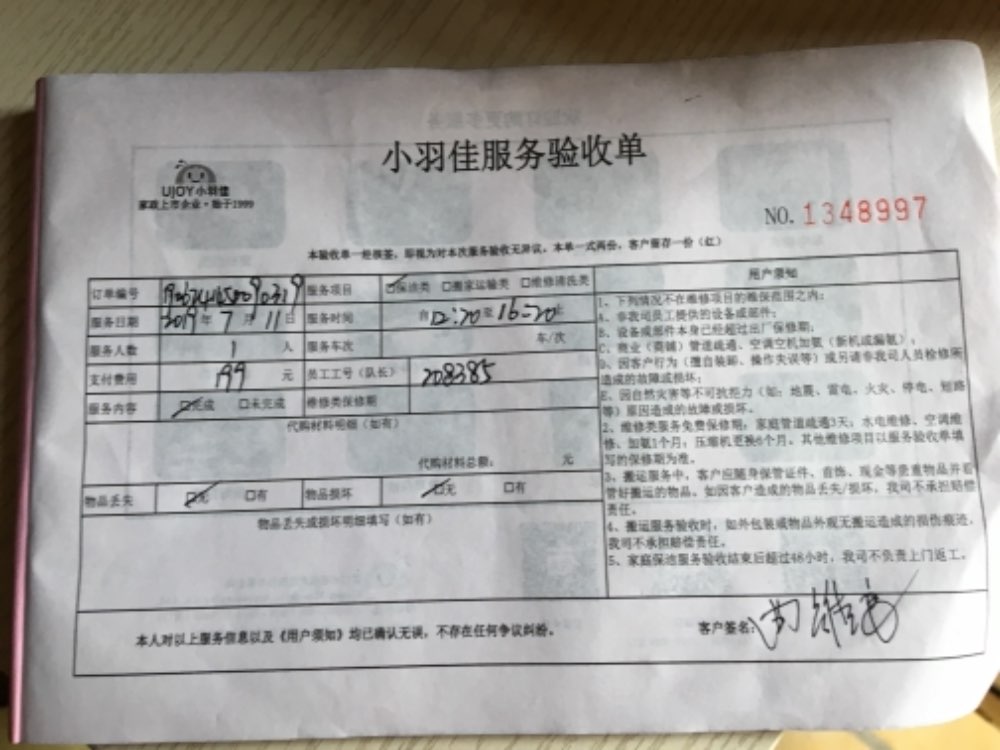 小羽佳服务验收单
UJOY小羽佳
家政上市企业·始于1999
NO. 1348997
本验收单一经签, 即视为对本次服务验收无异议, 本单一式两份, 客户留存一份 (红)
订单编号 服务项目 保洁类 搬家运输类 维修清洗类
服务日期 2019年7月11日 服务时间 自12:20至16:20
服务人数 1 人 服务车次 车/次
支付费用 199 元 员工工号 (队长) 208385
服务内容 完成 未完成 维修类保修期
代购材料明细 (如有)
代购材料总额: 元
物品丢失 无 有 物品损坏 无 有
物品丢失或损坏明细填写 (如有)
用户须知
1、下列情况不在维修项目的维保范围之内:
A、非我司员工提供的设备或部件;
B、设备或部件本身已经超过出厂保修期;
C、商业 (商铺) 管道疏通、空调空机加氨 (新机或漏氨);
D、因客户行为 (擅自装卸、操作失误等) 或另请非我司人员检修所
造成的故障或损坏;
E、因自然灾害等不可抗拒力 (如: 地震、雷电、火灾、停电、短路
等) 原因造成的故障或损坏。
2、维修类服务免费保修期: 家庭管道疏通3天; 水电维修、空调维
修、加氨1个月; 压缩机更换6个月。其他维修项目以服务验收单填
写的保修期为准。
3、搬运服务中, 客户应随身保管证件、首饰、现金等贵重物品并看
管好搬运的物品。如因客户造成的物品丢失/损坏, 我司不承担赔偿
责任。
4、搬运服务验收时, 如外包装或物品外观无搬运造成的损伤痕迹,
我司不承担赔偿责任。
5、家庭保洁服务验收结束后超过48小时, 我司不负责上门返工。
本人对以上服务信息以及《用户须知》均已确认无误, 不存在任何争议纠纷。
客户签名: